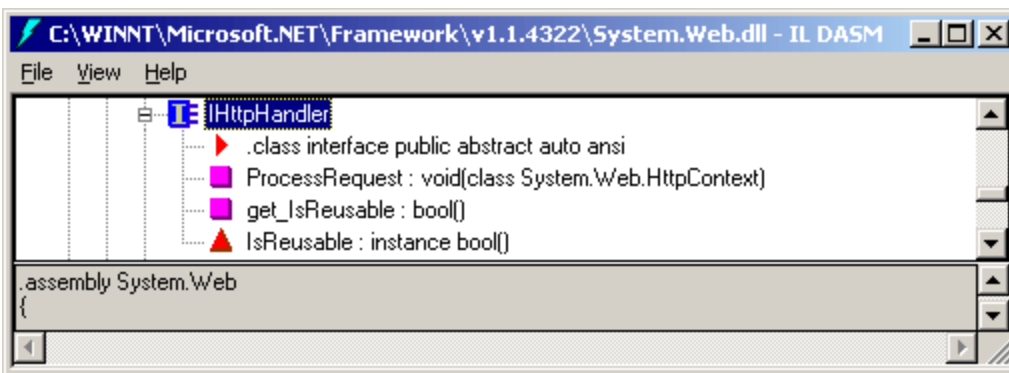 C:\WINNT\Microsoft.NET\Framework\v1.1.4322\System.Web.dll - IL DASM
File View Help
IHttpHandler
.class interface public abstract auto ansi
ProcessRequest : void(class System.Web.HttpContext)
get_IsReusable : bool()
IsReusable : instance bool()
.assembly System.Web
{